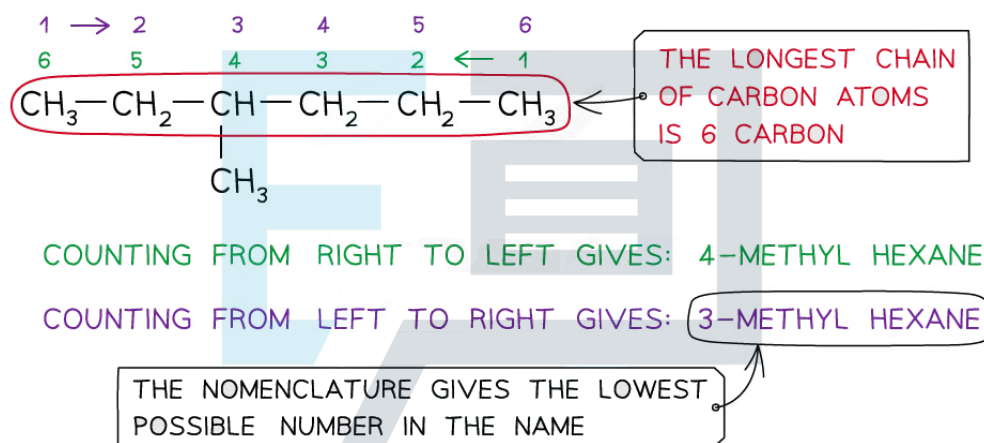 1 → 2 3 4 5 6
6 5 4 3 2 ← 1
CH₃—CH₂—CH—CH₂—CH₂—CH₃
CH₃
THE LONGEST CHAIN
OF CARBON ATOMS
IS 6 CARBON
COUNTING FROM RIGHT TO LEFT GIVES: 4-METHYL HEXANE
COUNTING FROM LEFT TO RIGHT GIVES: 3-METHYL HEXANE
THE NOMENCLATURE GIVES THE LOWEST
POSSIBLE NUMBER IN THE NAME